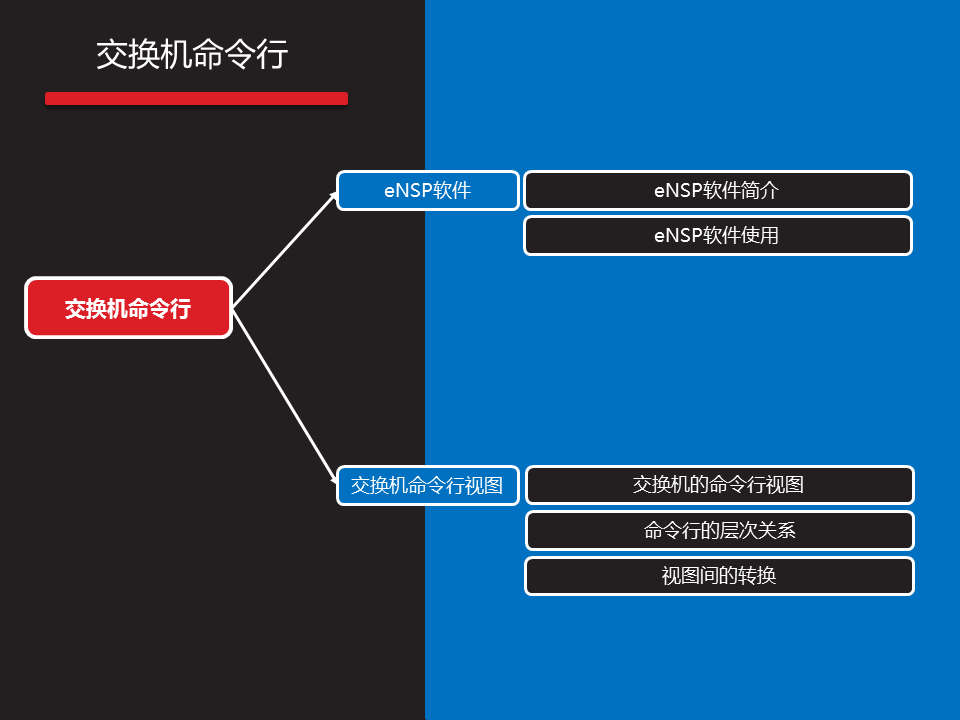 交换机命令行
eNSP软件
eNSP软件简介
eNSP软件使用
交换机命令行
交换机命令行视图
交换机的命令行视图
命令行的层次关系
视图间的转换